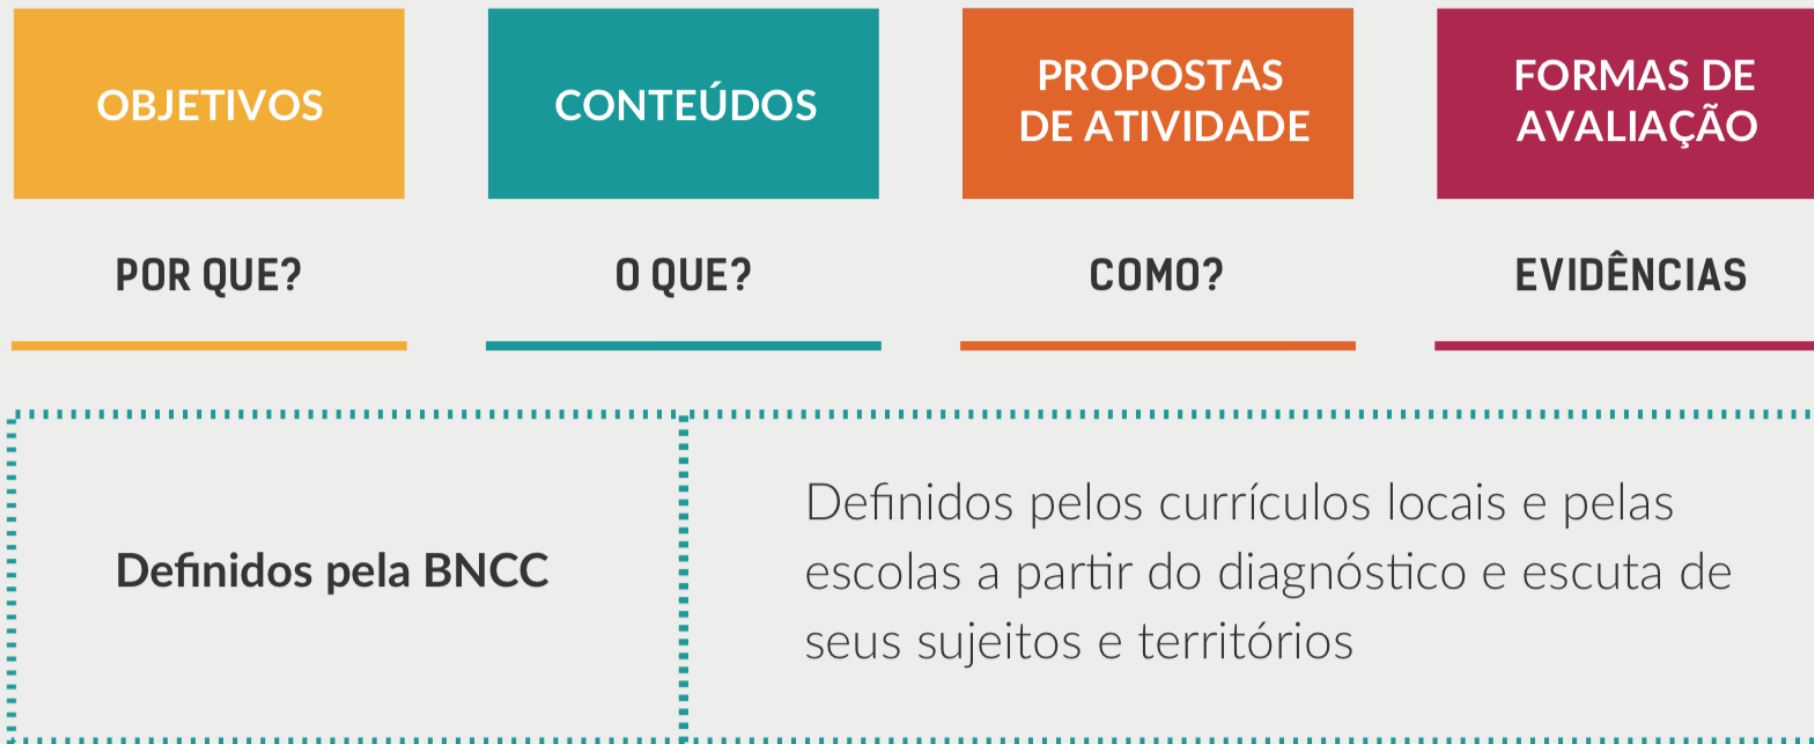 OBJETIVOS
CONTEÚDOS
PROPOSTAS
DE ATIVIDADE
FORMAS DE
AVALIAÇÃO
POR QUE?
O QUE?
COMO?
EVIDÊNCIAS
Definidos pela BNCC
Definidos pelos currículos locais e pelas
escolas a partir do diagnóstico e escuta de
seus sujeitos e territórios